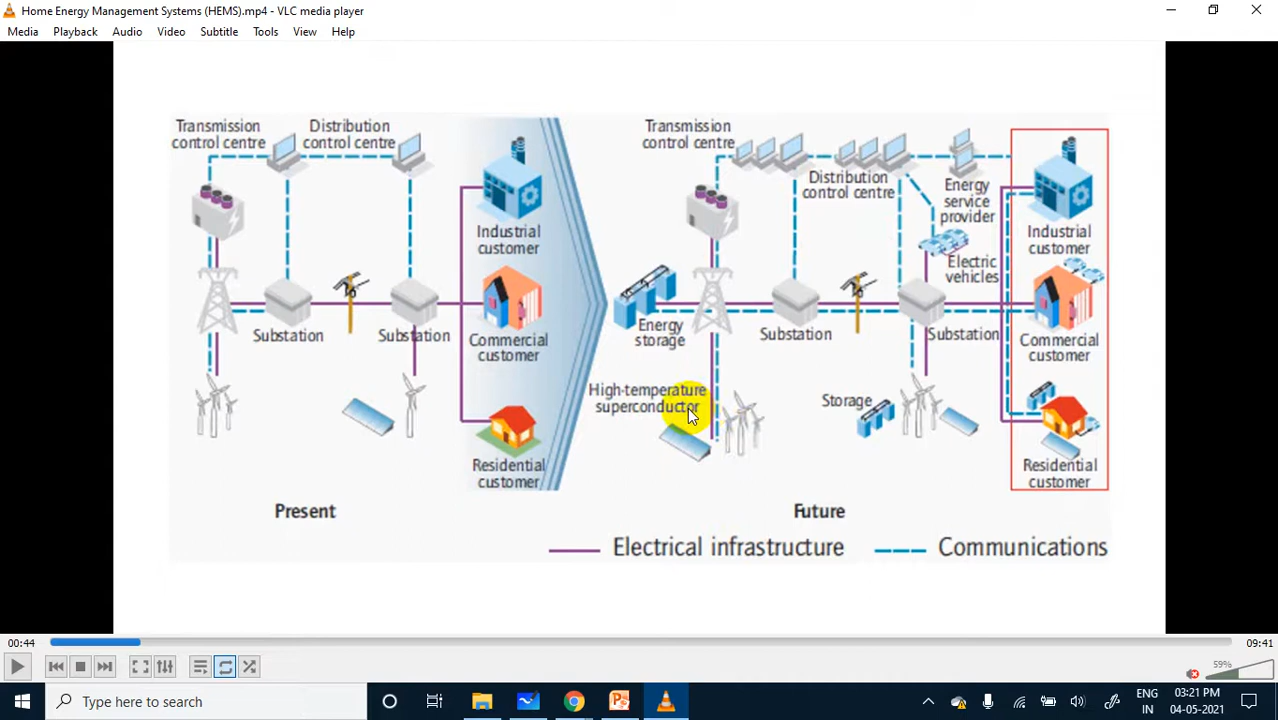 Home Energy Management Systems (HEMS).mp4 - VLC media player
Media Playback Audio Video Subtitle Tools View Help
Transmission
control centre
Distribution
control centre
Industrial
customer
Substation
Substation
Commercial
customer
Residential
customer
Present
Transmission
control centre
Distribution
control centre
Energy
service
provider
Industrial
customer
Electric
vehicles
Energy
storage
Substation
Substation
Commercial
customer
High-temperature
superconductor
Storage
Residential
customer
Future
Electrical infrastructure
Communications
00:44
09:41
59%
Type here to search
ENG
IN
03:21 PM
04-05-2021